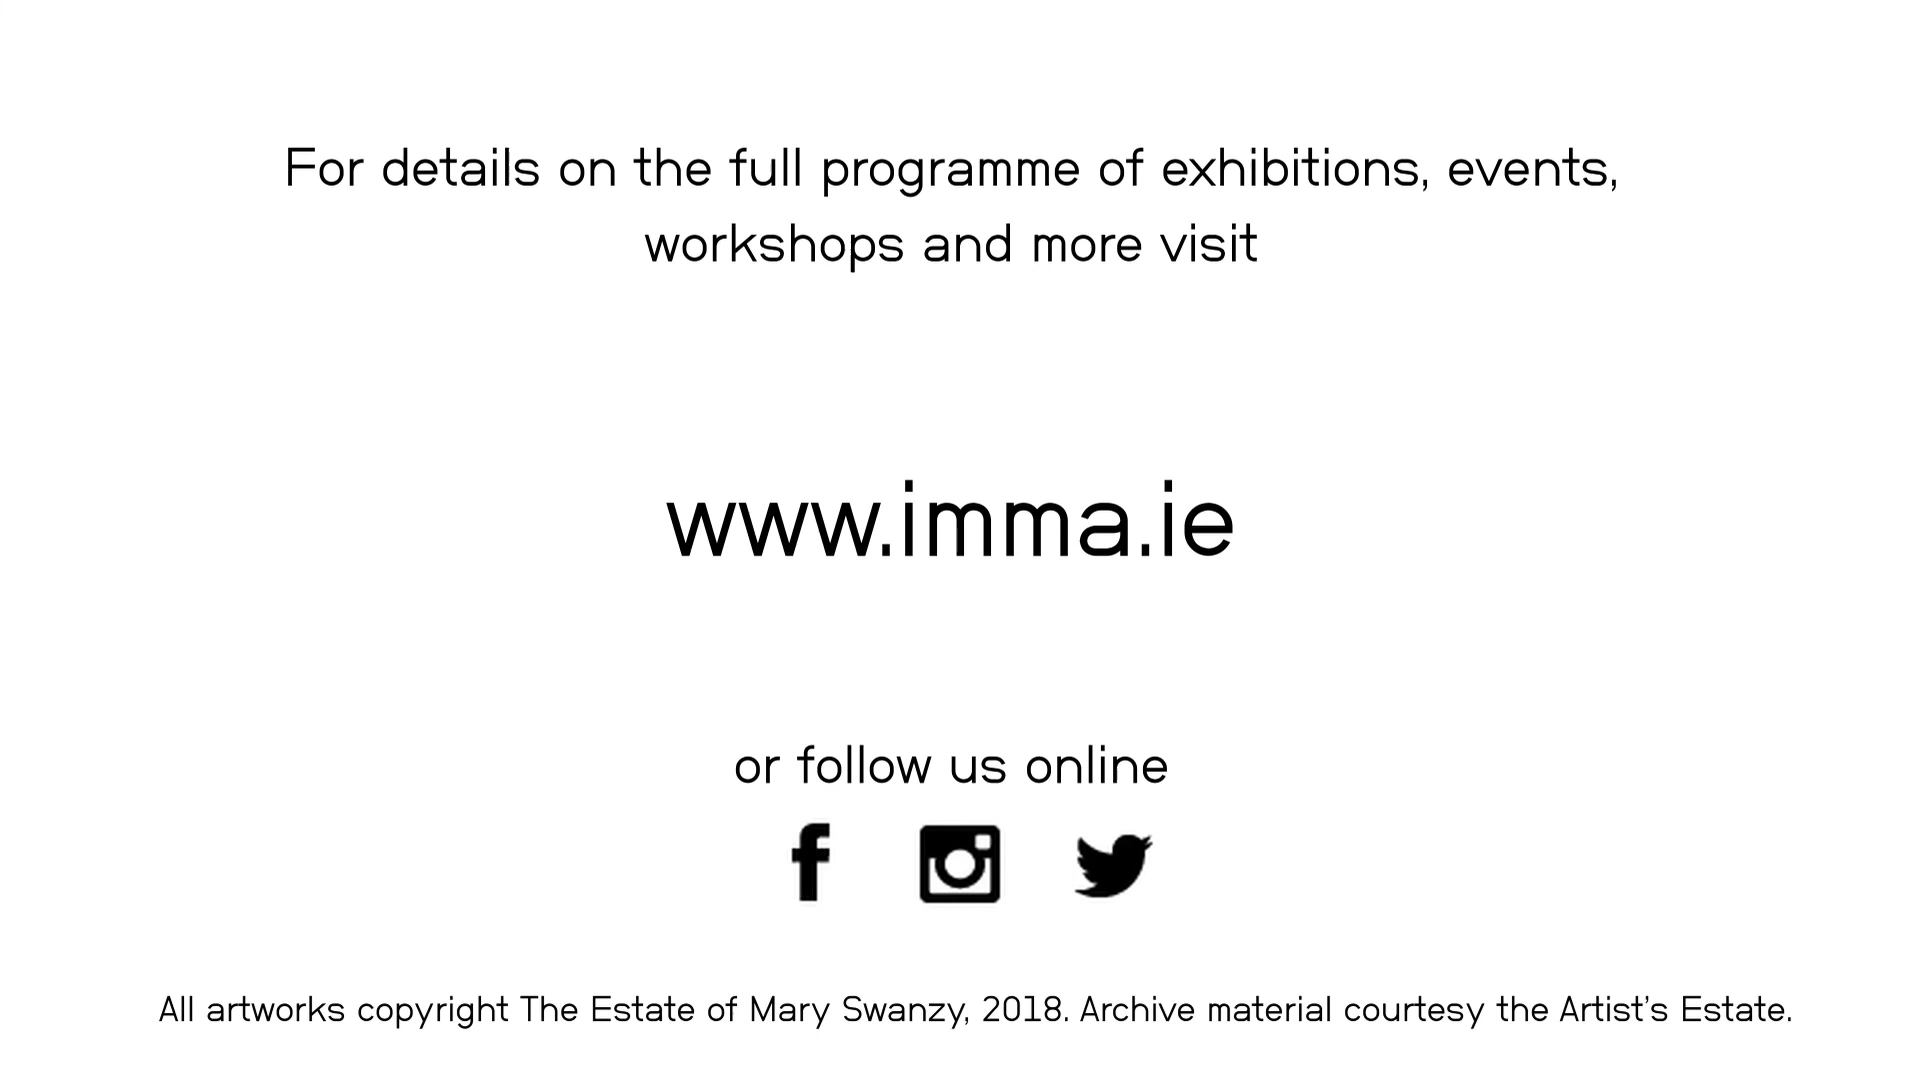 For details on the full programme of exhibitions, events,
workshops and more visit
www.imma.ie
or follow us online
All artworks copyright The Estate of Mary Swanzy, 2018. Archive material courtesy the Artist's Estate.